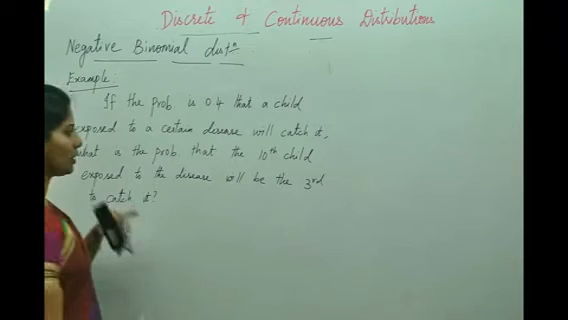 Discrete & Continuous Distributions
Negative Binomial distⁿ
Example:
If the prob is 0.4 that a child
exposed to a certain disease will catch it,
what is the prob. that the 10th child
exposed to the disease will be the 3rd
to catch it?